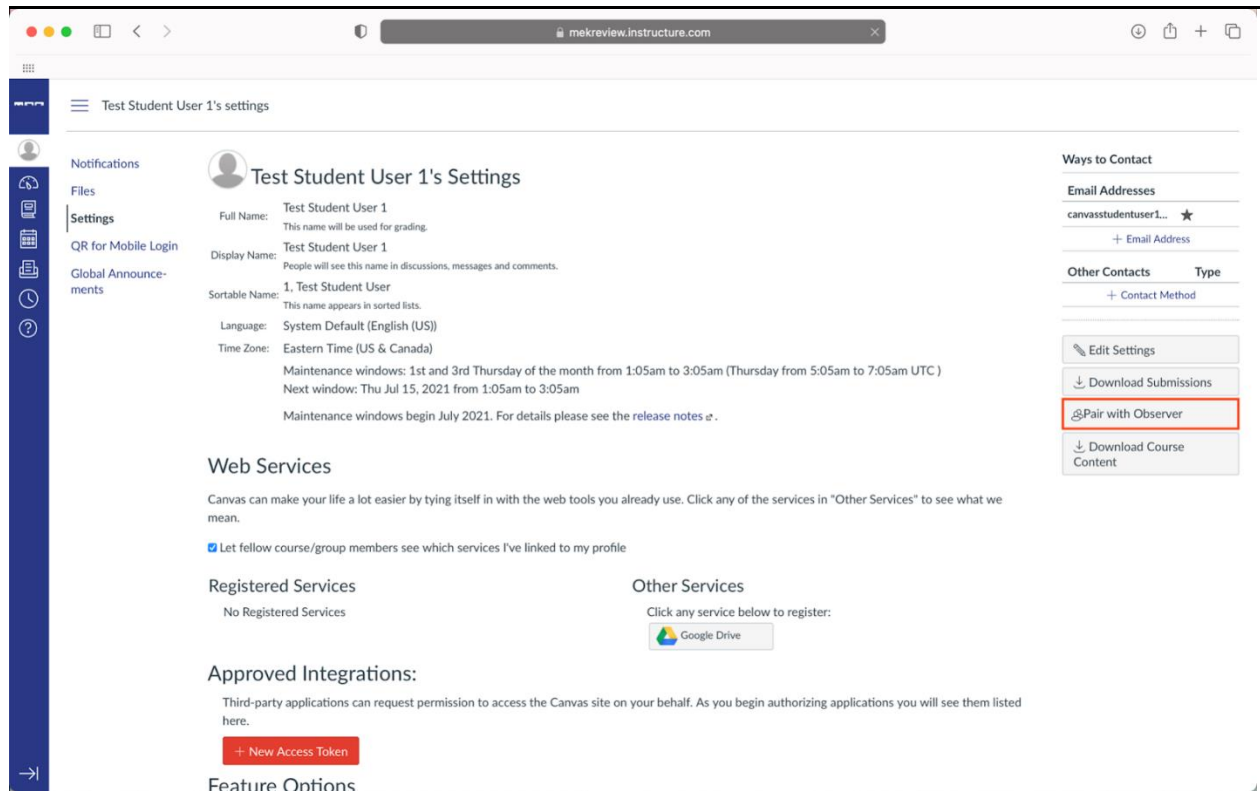 mekreview.instructure.com
Test Student User 1's settings
Notifications
Files
Settings
QR for Mobile Login
Global Announce-
ments
Test Student User 1's Settings
Full Name: Test Student User 1
This name will be used for grading.
Display Name: Test Student User 1
People will see this name in discussions, messages and comments.
Sortable Name: 1, Test Student User
This name appears in sorted lists.
Language: System Default (English (US))
Time Zone: Eastern Time (US & Canada)
Maintenance windows: 1st and 3rd Thursday of the month from 1:05am to 3:05am (Thursday from 5:05am to 7:05am UTC )
Next window: Thu Jul 15, 2021 from 1:05am to 3:05am
Maintenance windows begin July 2021. For details please see the release notes .
Web Services
Canvas can make your life a lot easier by tying itself in with the web tools you already use. Click any of the services in "Other Services" to see what we
mean.
Let fellow course/group members see which services I've linked to my profile
Registered Services
No Registered Services
Other Services
Click any service below to register:
Google Drive
Approved Integrations:
Third-party applications can request permission to access the Canvas site on your behalf. As you begin authorizing applications you will see them listed
here.
+ New Access Token
Feature Options
Ways to Contact
Email Addresses
canvasstudentuser1...
+ Email Address
Other Contacts Type
+ Contact Method
Edit Settings
Download Submissions
Pair with Observer
Download Course
Content